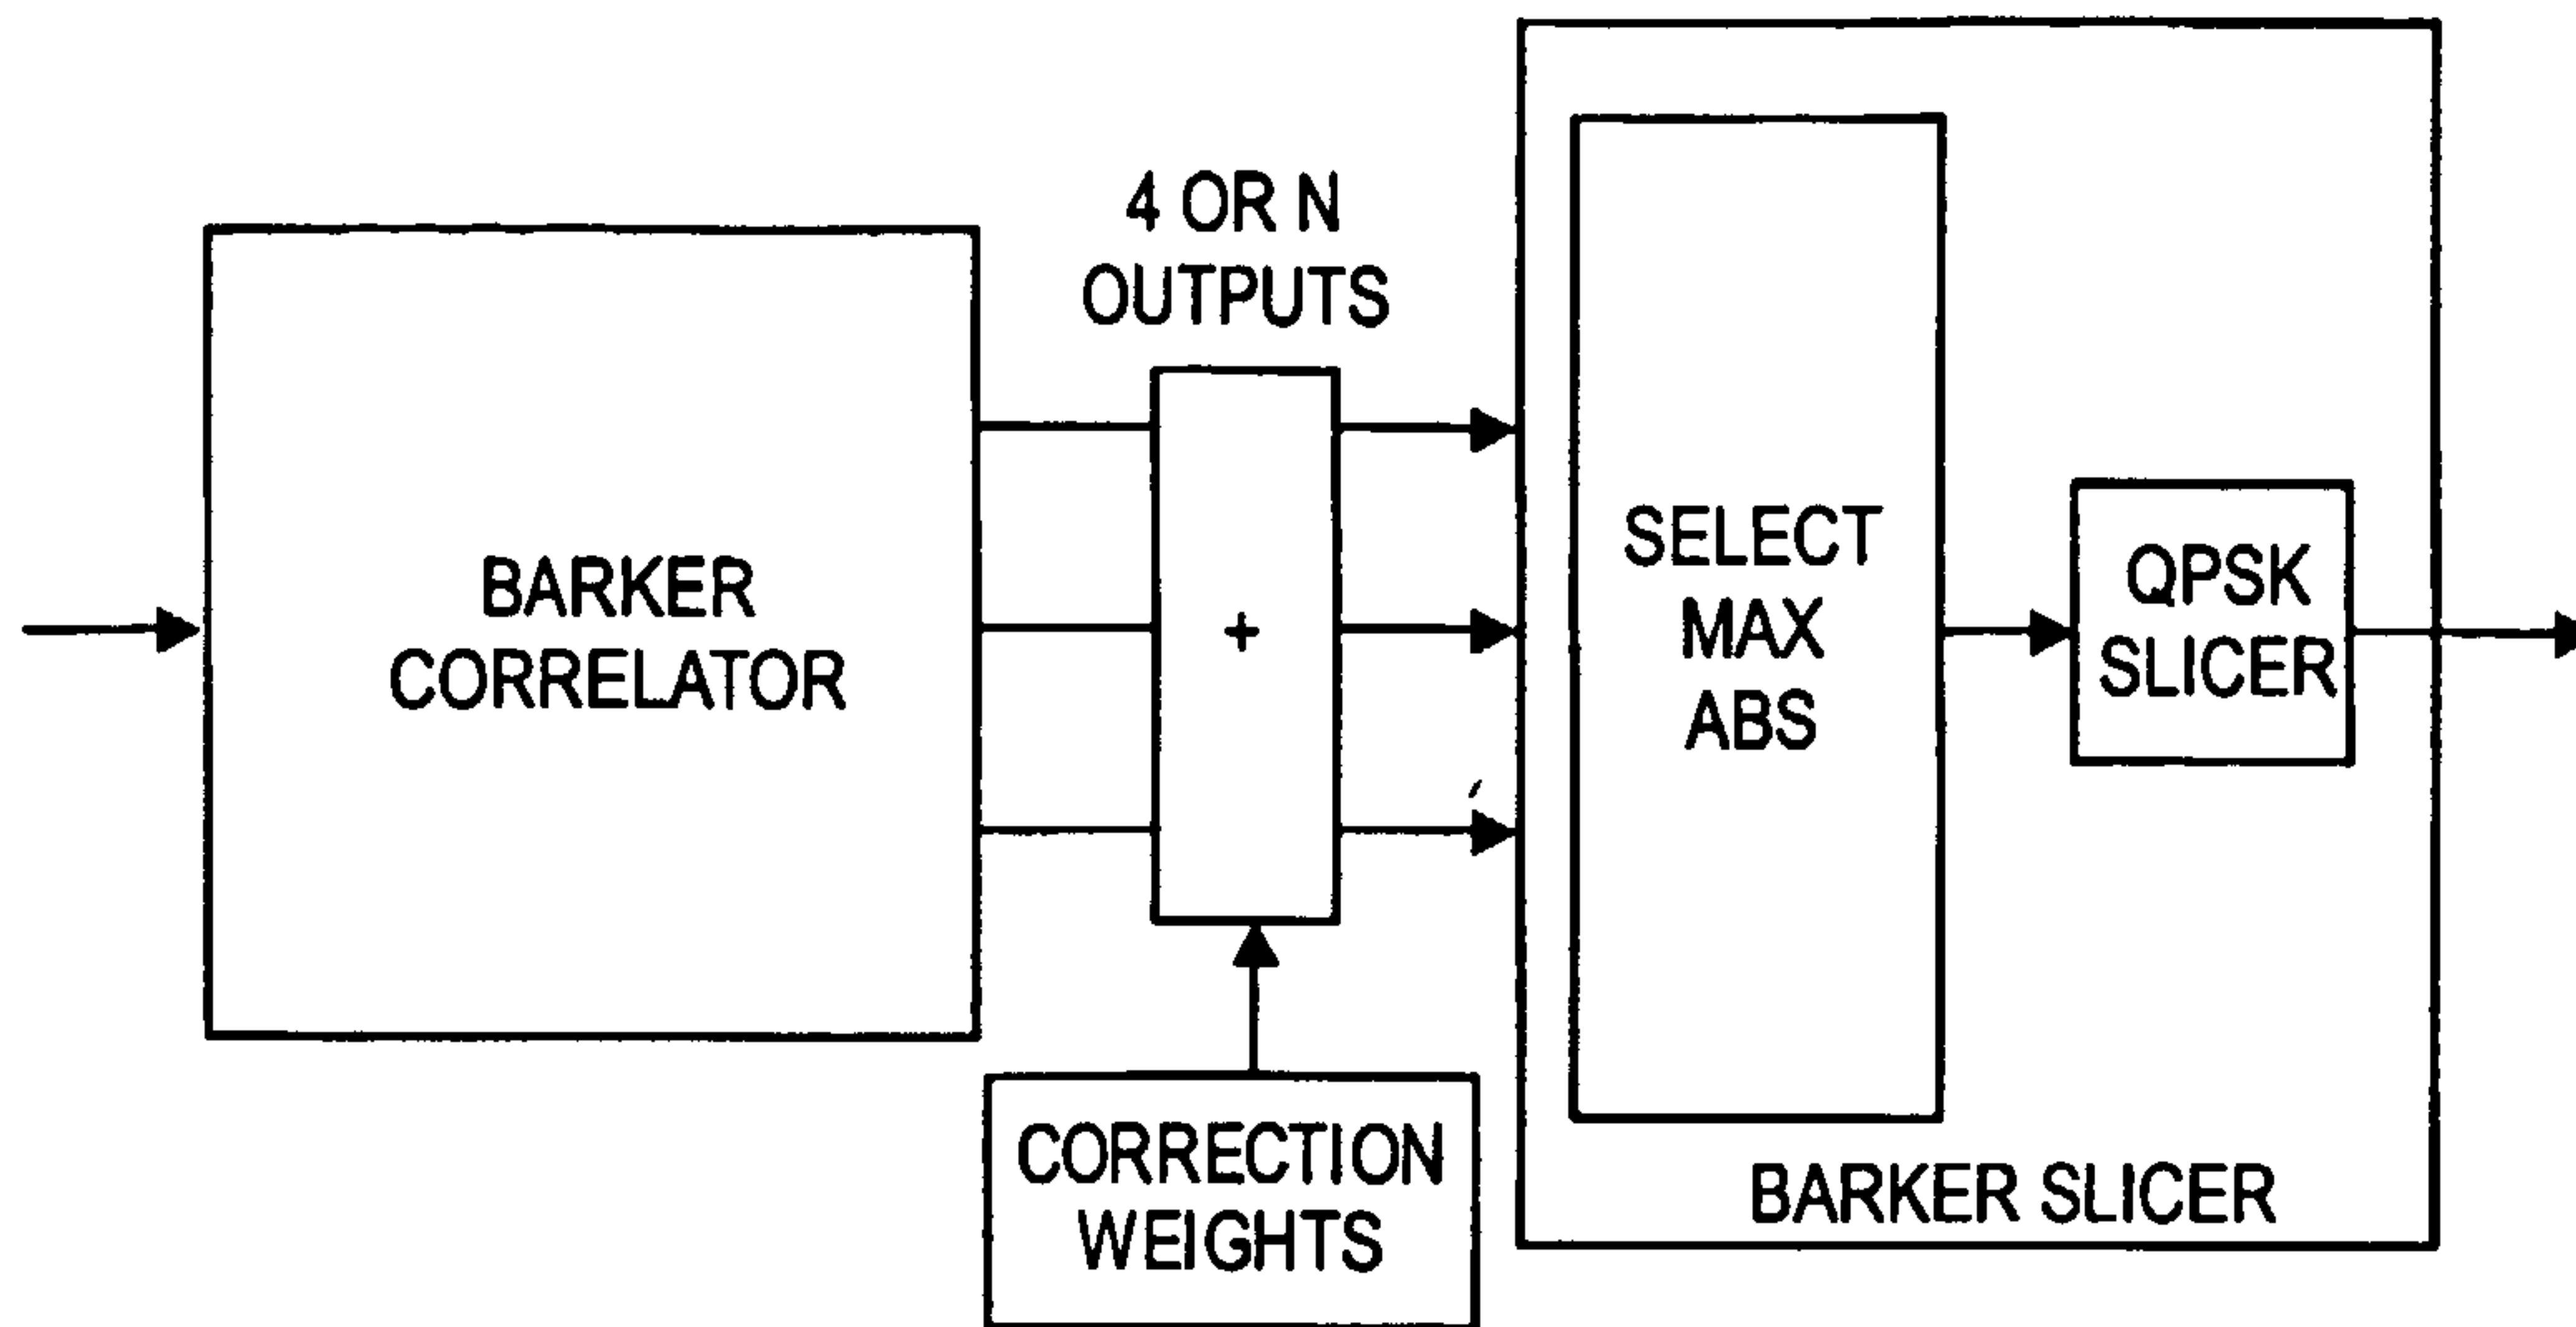 BARKER
CORRELATOR
4 OR N
OUTPUTS
+
CORRECTION
WEIGHTS
SELECT
MAX
ABS
QPSK
SLICER
BARKER SLICER